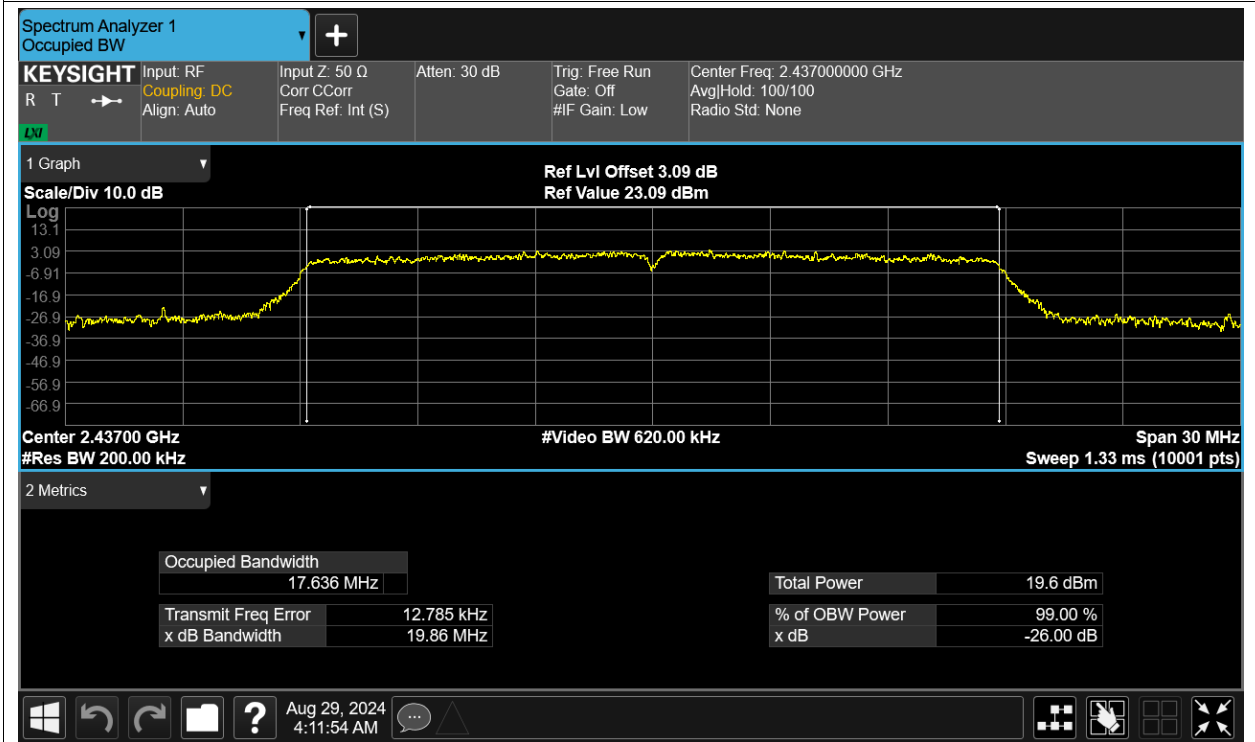 Spectrum Analyzer 1
Occupied BW
KEYSIGHT
R T
LXI
Input: RF
Coupling: DC
Align: Auto
Input Z: 50 Ω
Corr CCorr
Freq Ref: Int (S)
Atten: 30 dB
Trig: Free Run
Gate: Off
#IF Gain: Low
Center Freq: 2.437000000 GHz
Avg|Hold: 100/100
Radio Std: None
1 Graph
Scale/Div 10.0 dB
Ref Lvl Offset 3.09 dB
Ref Value 23.09 dBm
Log
13.1
3.09
-6.91
-16.9
-26.9
-36.9
-46.9
-56.9
-66.9
Center 2.43700 GHz
#Res BW 200.00 kHz
#Video BW 620.00 kHz
Span 30 MHz
Sweep 1.33 ms (10001 pts)
2 Metrics
Occupied Bandwidth
17.636 MHz
Transmit Freq Error 12.785 kHz
x dB Bandwidth 19.86 MHz
Total Power 19.6 dBm
% of OBW Power 99.00 %
x dB -26.00 dB
?
Aug 29, 2024
4:11:54 AM